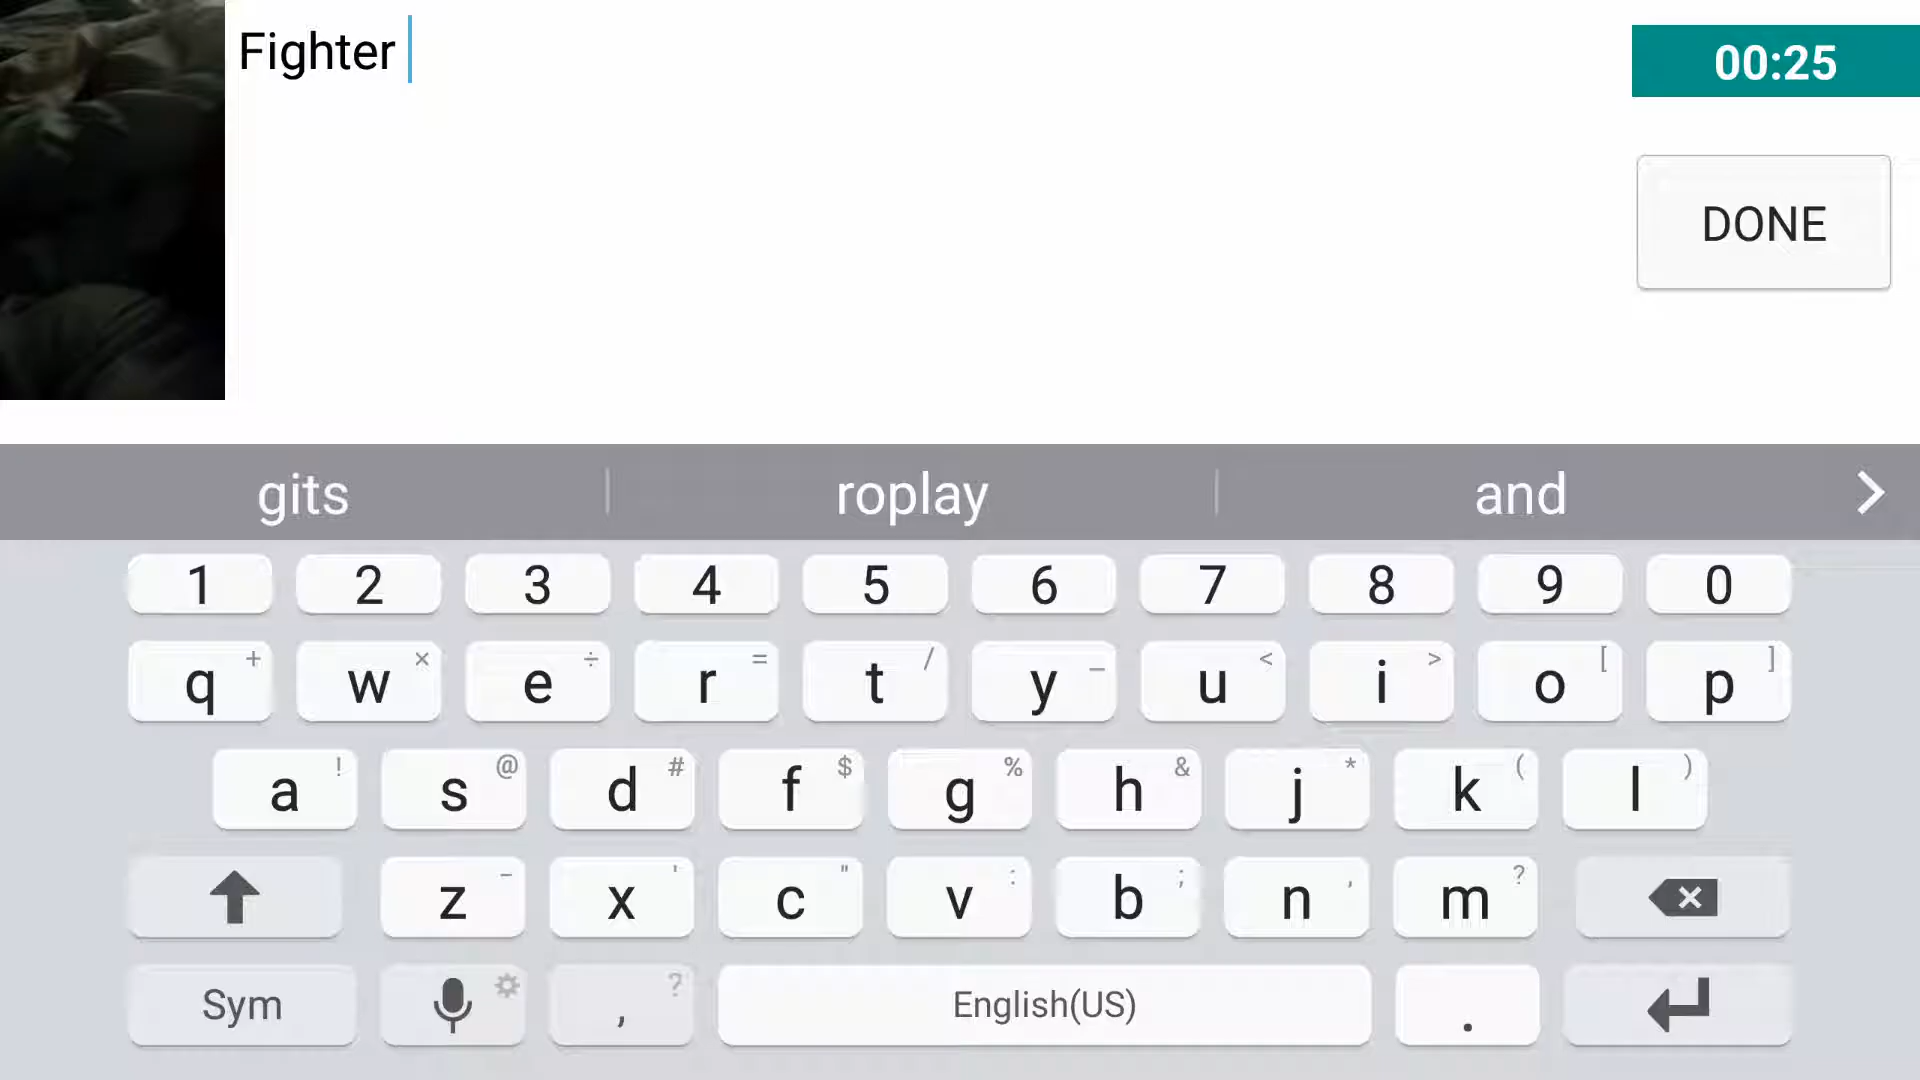 Fighter
00:25
DONE
gits roplay and
1 2 3 4 5 6 7 8 9 0
q + w × e ÷ r = t / y _ u < i > o [ p ]
a ! s @ d # f $ g % h & j * k ( l )
z - x ' c " v : b ; n , m ?
Sym , ? English(US) .